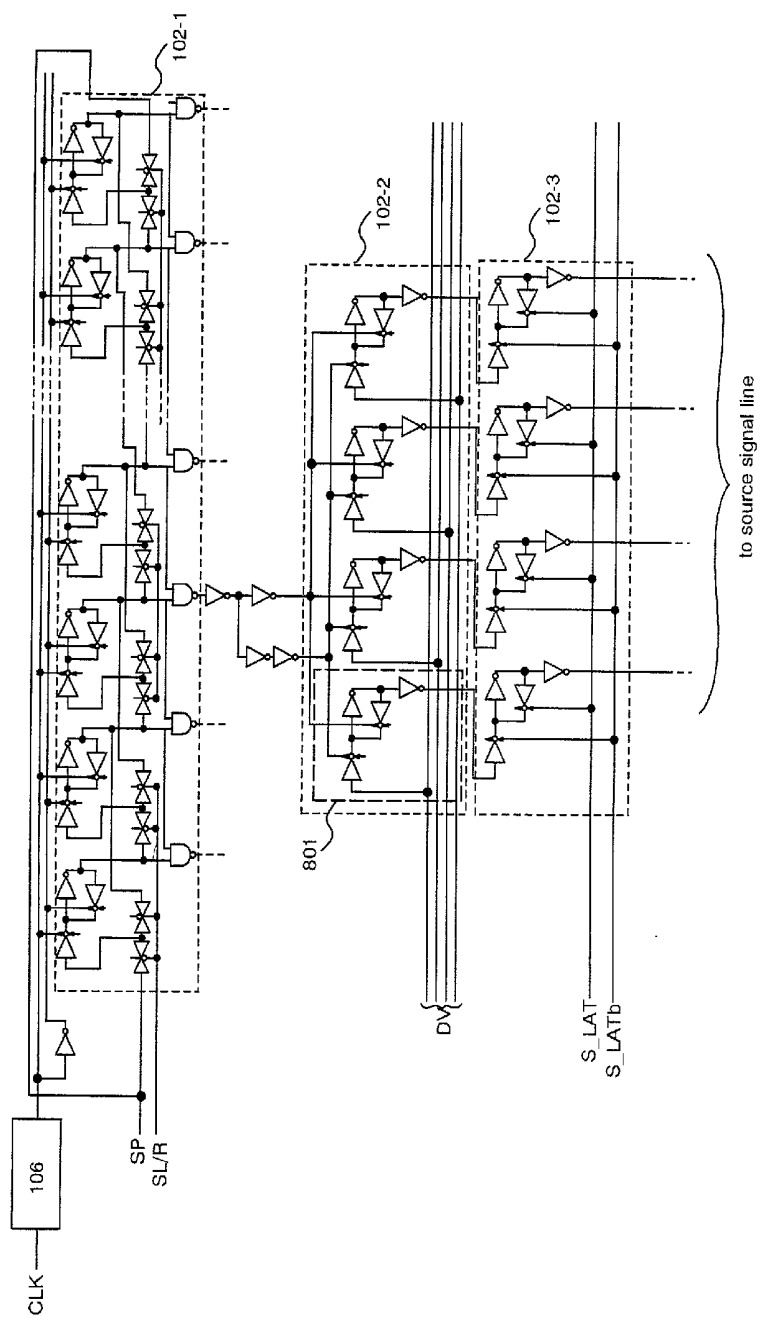 CLK
106
SP
SL/R
102-1
102-2
801
DV
102-3
S_LAT
S_LATb
to source signal line